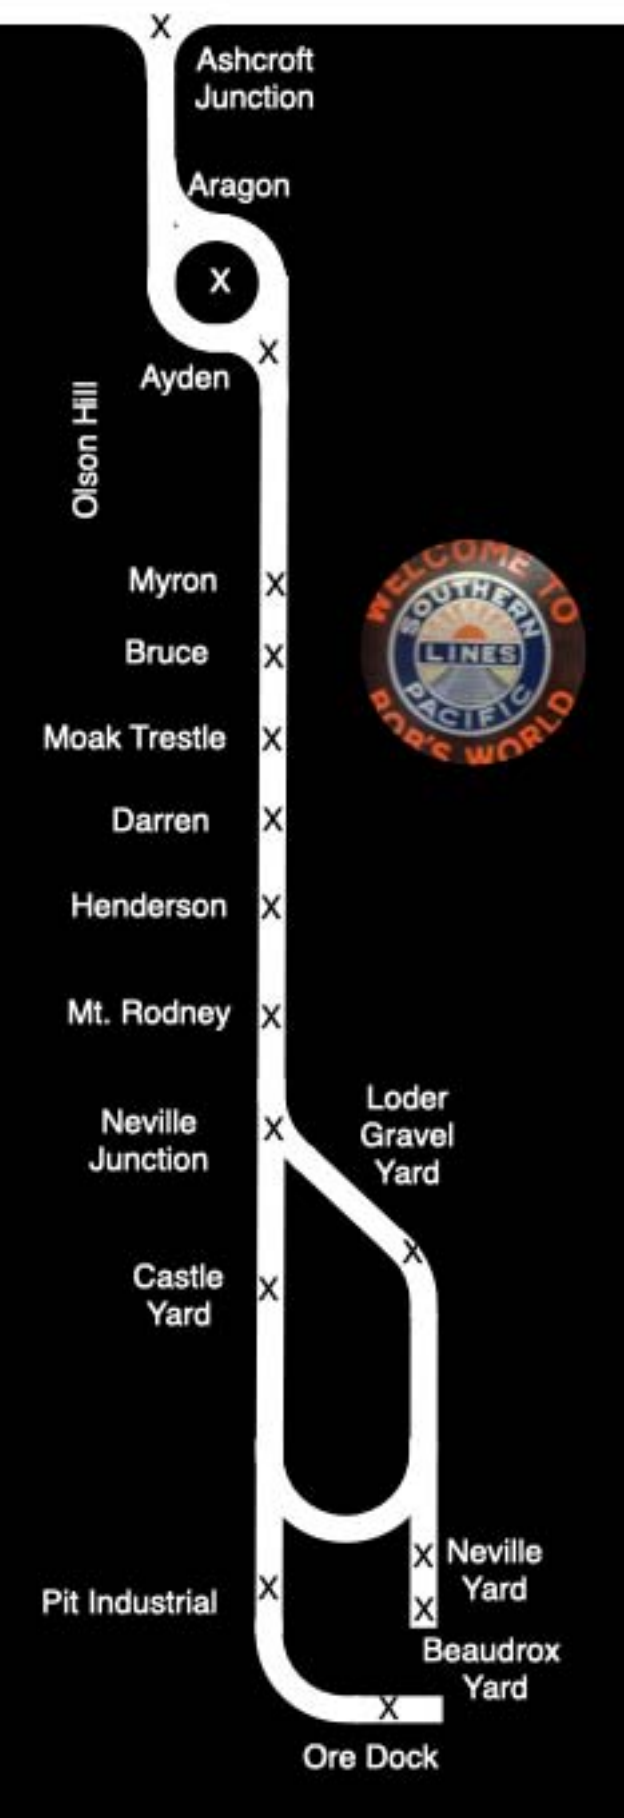 X
Ashcroft
Junction
Aragon
X
X
Ayden
Olson Hill
Myron X
Bruce X
WELCOME TO
SOUTHERN
LINES
PACIFIC
BOB'S WORLD
Moak Trestle X
Darren X
Henderson X
Mt. Rodney X
Loder
Gravel
Yard
Neville
Junction
X
X
Castle
Yard
X
X Neville
Yard
Pit Industrial X
X
Beaudrox
Yard
X
Ore Dock